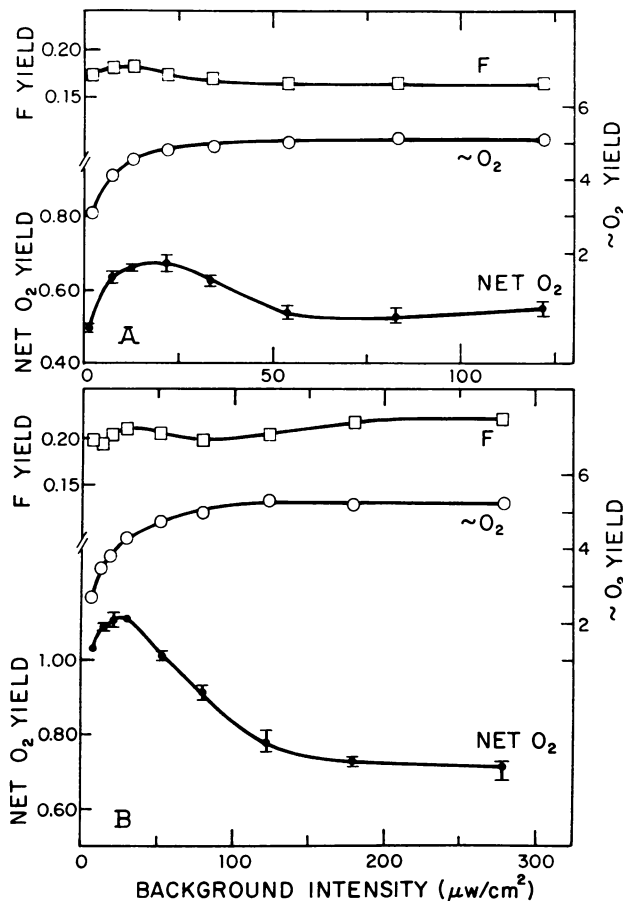 F YIELD
0.20
0.15
F
6
4
2
~O2 YIELD
~O2
NET O2 YIELD
0.80
0.60
0.40
NET O2
A
0
50
100
F YIELD
0.20
0.15
F
6
4
2
~O2 YIELD
~O2
NET O2 YIELD
1.00
0.80
0.60
NET O2
B
0
100
200
300
BACKGROUND INTENSITY (μw/cm²)